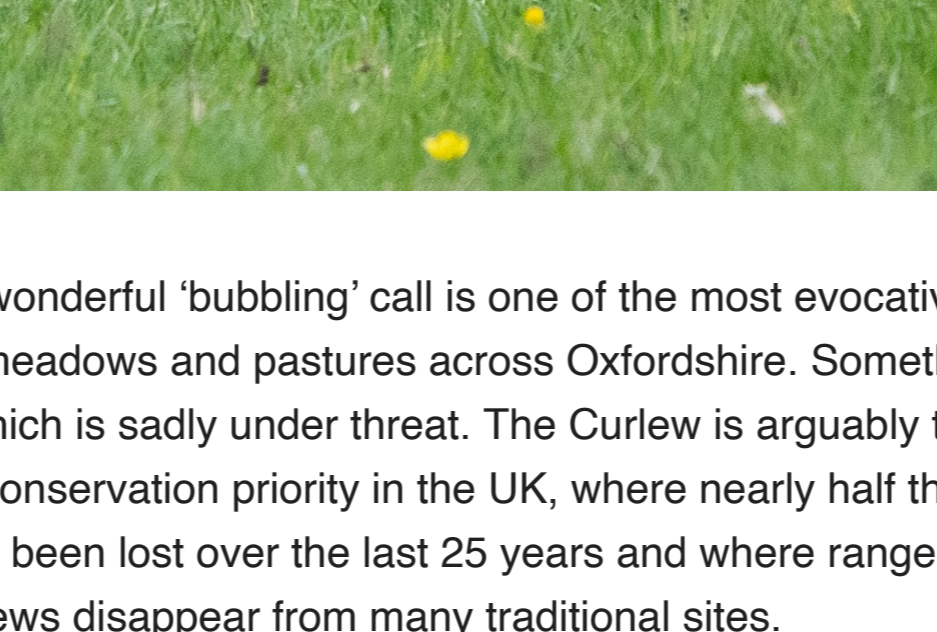 wonderful ‘bubbling’ call is one of the most evocativ
neadows and pastures across Oxfordshire. Someth
hich is sadly under threat. The Curlew is arguably t
onservation priority in the UK, where nearly half th
been lost over the last 25 years and where range
ews disappear from many traditional sites.